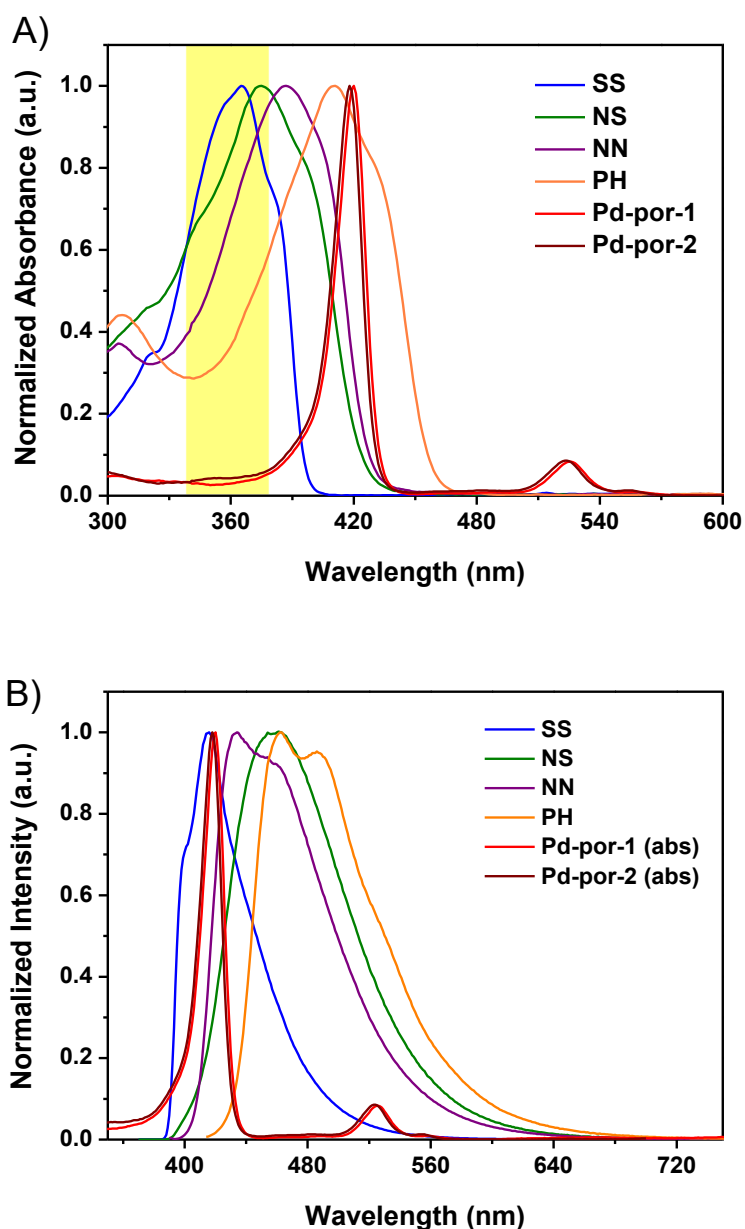 A)
Normalized Absorbance (a.u.)
1.0
0.8
0.6
0.4
0.2
0.0
300
360
420
480
540
600
Wavelength (nm)
SS
NS
NN
PH
Pd-por-1
Pd-por-2
B)
Normalized Intensity (a.u.)
1.0
0.8
0.6
0.4
0.2
0.0
400
480
560
640
720
Wavelength (nm)
SS
NS
NN
PH
Pd-por-1 (abs)
Pd-por-2 (abs)